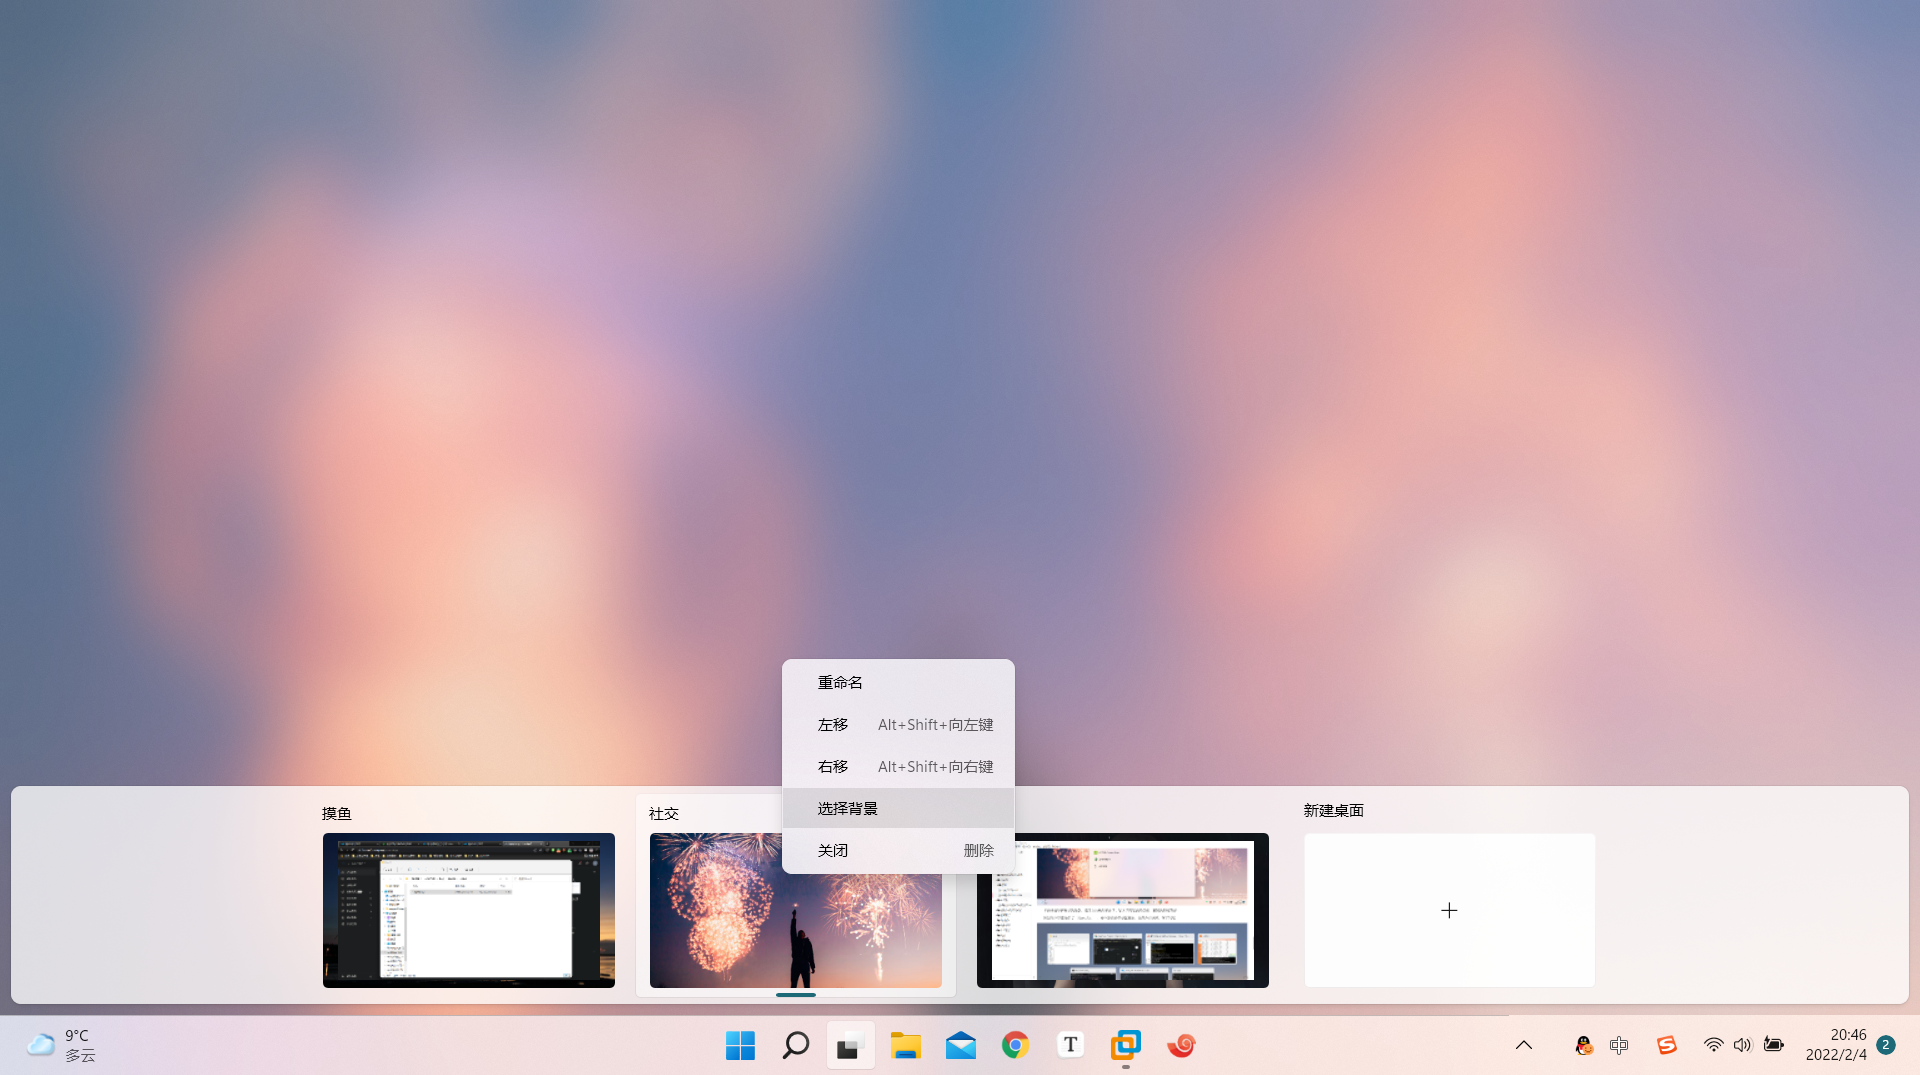 重命名
左移 Alt+Shift+向左键
右移 Alt+Shift+向右键
选择背景
关闭 删除
摸鱼
社交
新建桌面
9°C
多云
T
中
S
20:46
2022/2/4
2